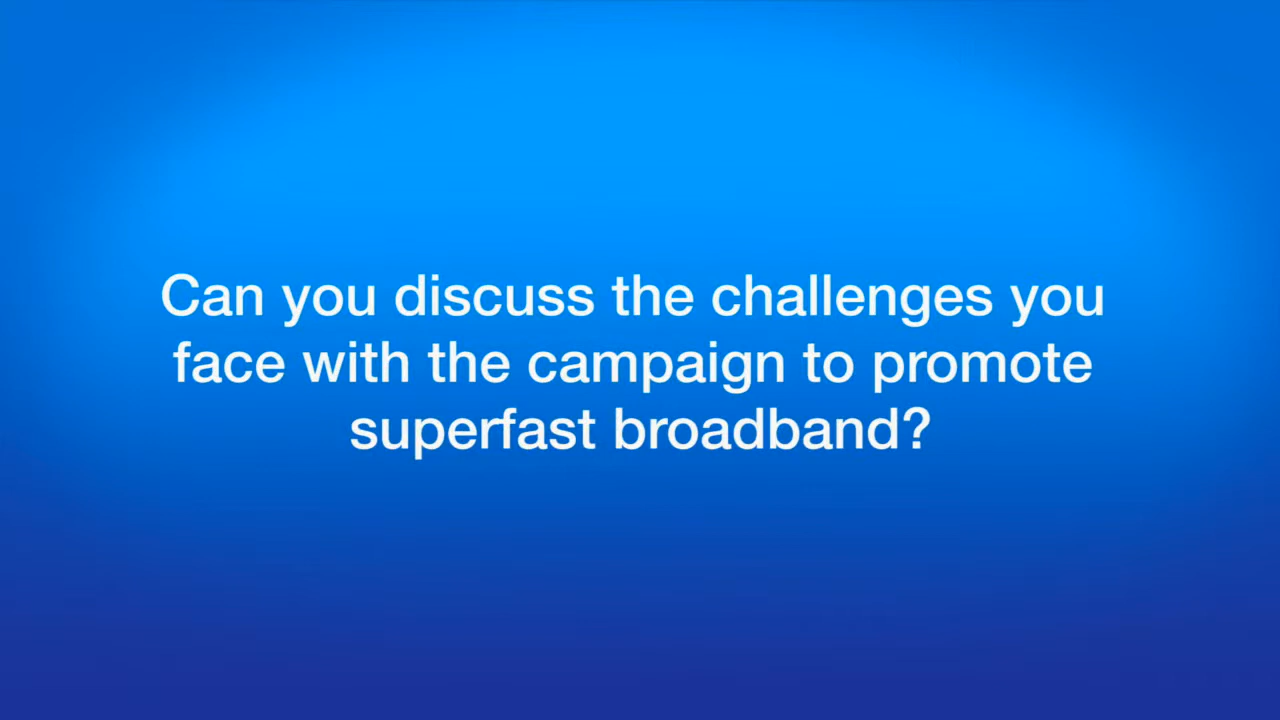 Can you discuss the challenges you
face with the campaign to promote
superfast broadband?